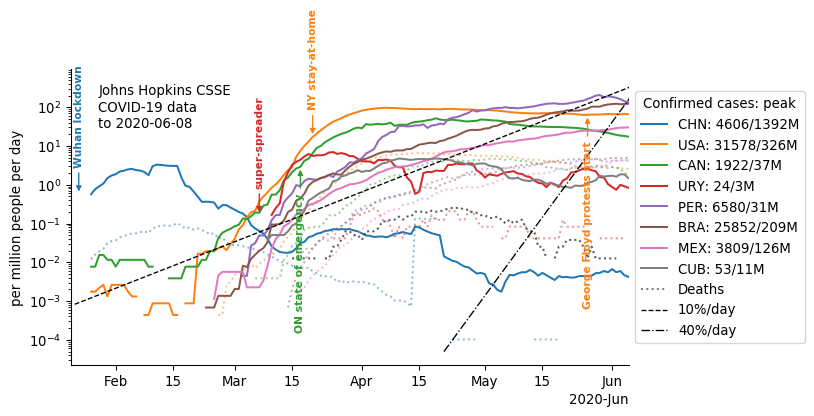 Wuhan lockdown
super-spreader
NY stay-at-home
ON state of emergency
George Floyd protest start
Johns Hopkins CSSE
COVID-19 data
to 2020-06-08
per million people per day
10²
10¹
10⁰
10⁻¹
10⁻²
10⁻³
10⁻⁴
Feb
15
Mar
15
Apr
15
May
15
Jun
2020-Jun
Confirmed cases: peak
CHN: 4606/1392M
USA: 31578/326M
CAN: 1922/37M
URY: 24/3M
PER: 6580/31M
BRA: 25852/209M
MEX: 3809/126M
CUB: 53/11M
Deaths
10%/day
40%/day